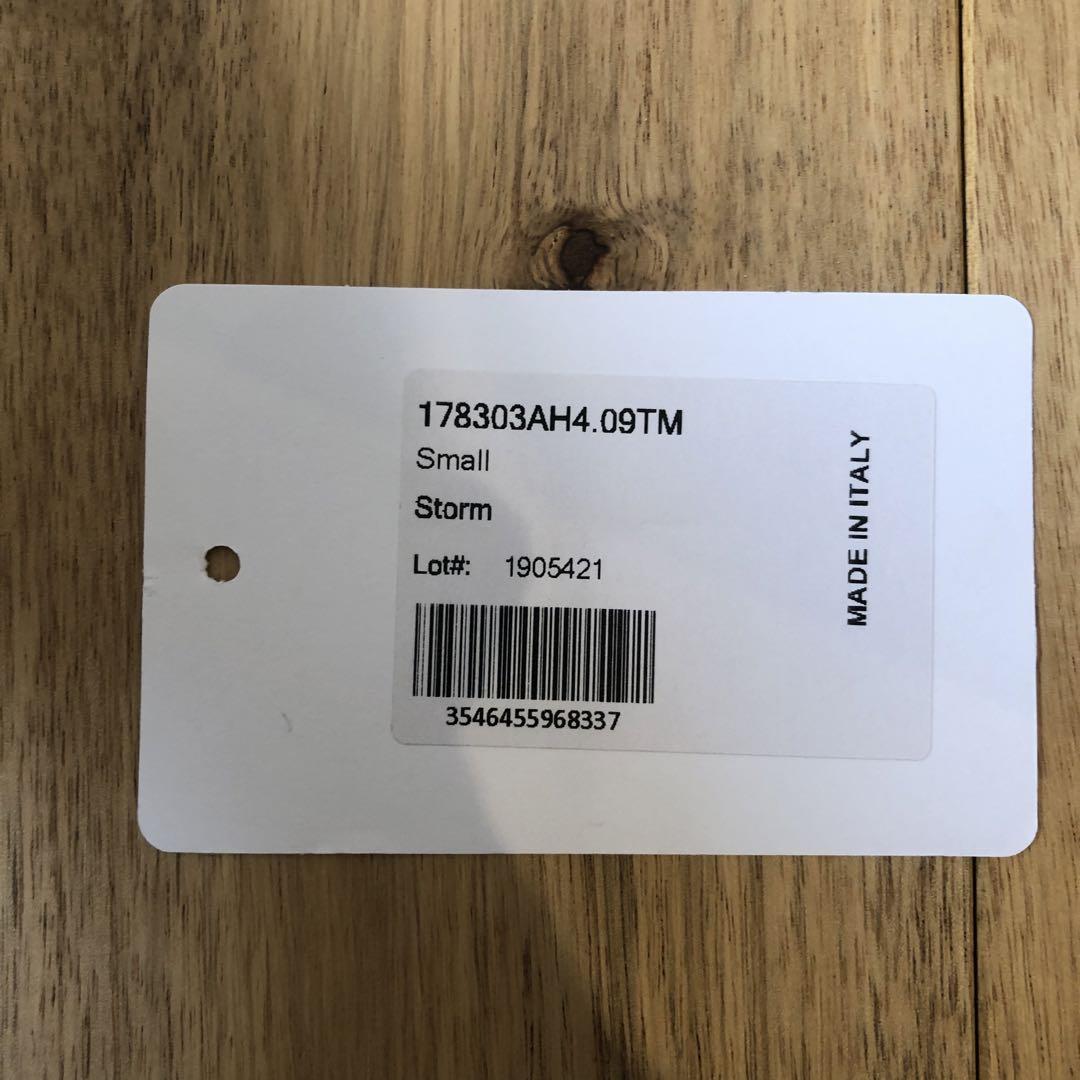 178303AH4.09TM
Small
Storm
Lot#: 1905421
3546455968337
MADE IN ITALY